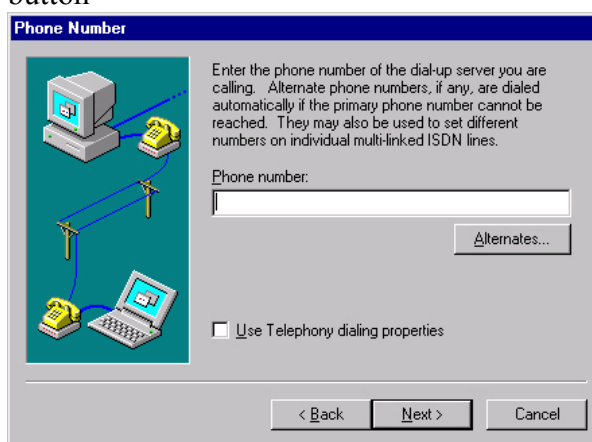 button
Phone Number
Enter the phone number of the dial-up server you are
calling. Alternate phone numbers, if any, are dialed
automatically if the primary phone number cannot be
reached. They may also be used to set different
numbers on individual multi-linked ISDN lines.
Phone number:
Alternates...
Use Telephony dialing properties
< Back
Next >
Cancel